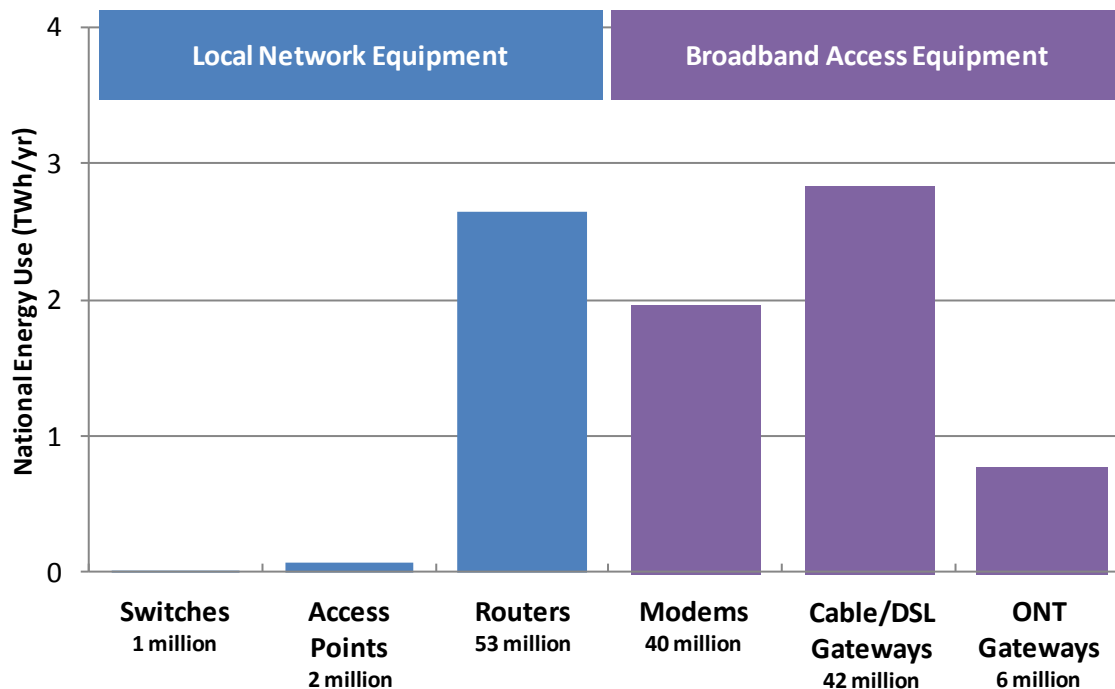 Local Network Equipment
Broadband Access Equipment
National Energy Use (TWh/yr)
4
3
2
1
0
Switches
1 million
Access
Points
2 million
Routers
53 million
Modems
40 million
Cable/DSL
Gateways
42 million
ONT
Gateways
6 million